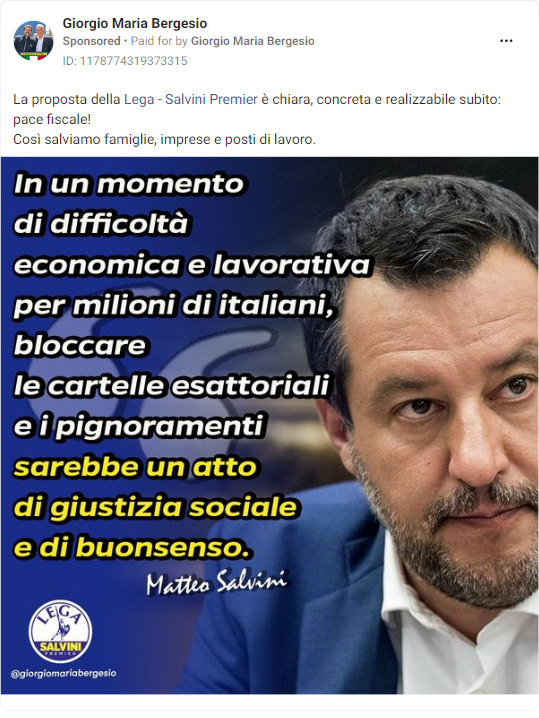 Giorgio Maria Bergesio
Sponsored • Paid for by Giorgio Maria Bergesio
ID: 1178774319373315
La proposta della Lega - Salvini Premier è chiara, concreta e realizzabile subito:
pace fiscale!
Così salviamo famiglie, imprese e posti di lavoro.
In un momento
di difficoltà
economica e lavorativa
per milioni di italiani,
bloccare
le cartelle esattoriali
e i pignoramenti
sarebbe un atto
di giustizia sociale
e di buonsenso.
Matteo Salvini
LEGA
SALVINI
PREMIER
@giorgiomariabergesio